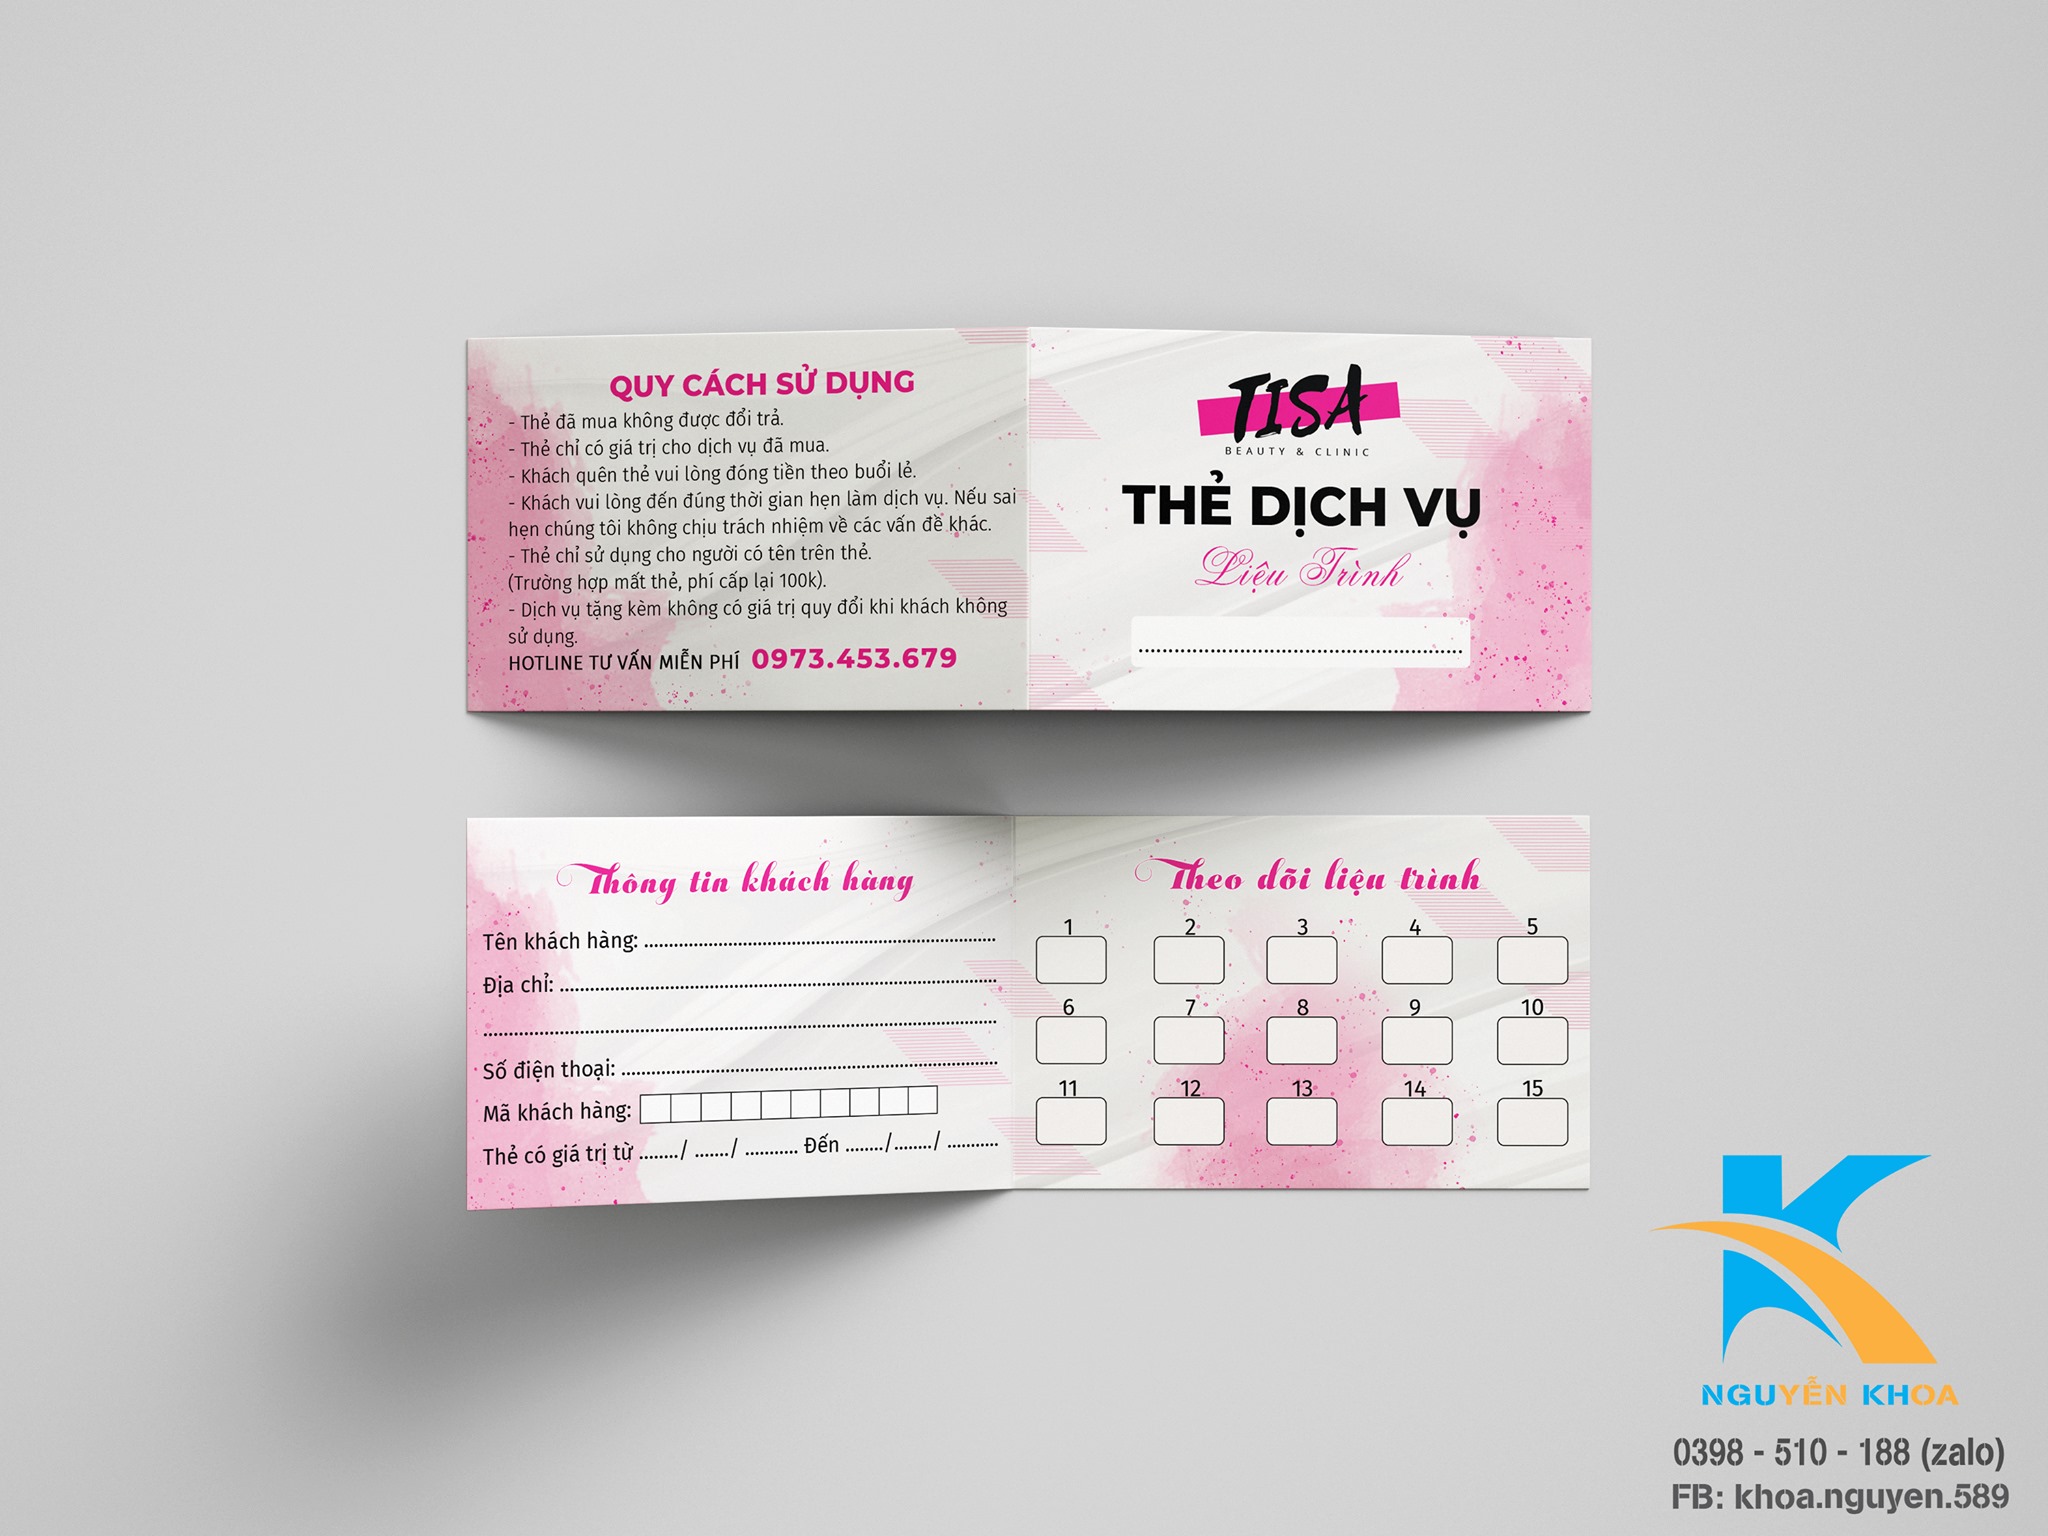 QUY CÁCH SỬ DỤNG
- Thẻ đã mua không được đổi trả.
- Thẻ chỉ có giá trị cho dịch vụ đã mua.
- Khách quên thẻ vui lòng đóng tiền theo buổi lẻ.
- Khách vui lòng đến đúng thời gian hẹn làm dịch vụ. Nếu sai
hẹn chúng tôi không chịu trách nhiệm về các vấn đề khác.
- Thẻ chỉ sử dụng cho người có tên trên thẻ.
(Trường hợp mất thẻ, phí cấp lại 100k).
- Dịch vụ tặng kèm không có giá trị quy đổi khi khách không
sử dụng.
HOTLINE TƯ VẤN MIỄN PHÍ 0973.453.679
TISA
BEAUTY & CLINIC
THẺ DỊCH VỤ
Liệu Trình
Thông tin khách hàng
Tên khách hàng:
Địa chỉ:
Số điện thoại:
Mã khách hàng:
Thẻ có giá trị từ ......../ ......./ ........... Đến ......../......../ ...........
Theo dõi liệu trình
1 2 3 4 5
6 7 8 9 10
11 12 13 14 15
NGUYỄN KHOA
0398 - 510 - 188 (zalo)
FB: khoa.nguyen.589